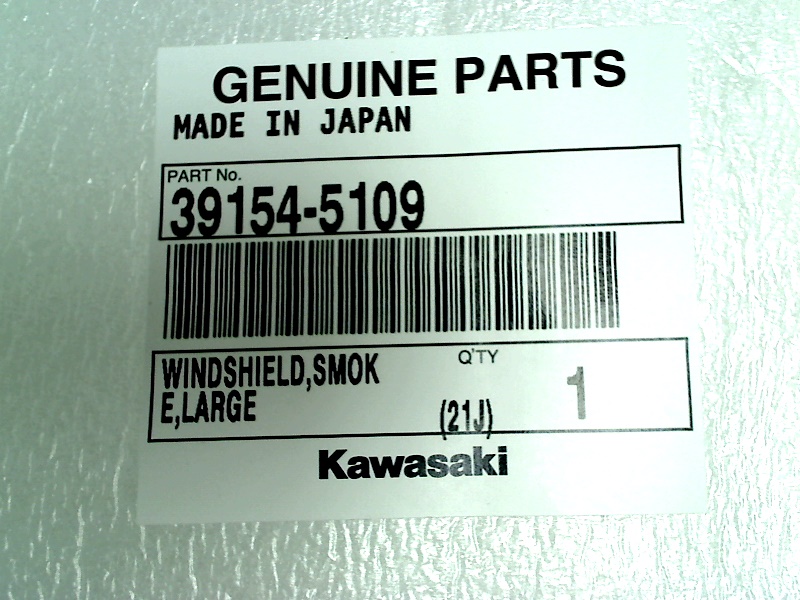 GENUINE PARTS
MADE IN JAPAN
PART No.
39154-5109
WINDSHIELD,SMOK
E,LARGE
Q'TY
(21J)
1
Kawasaki